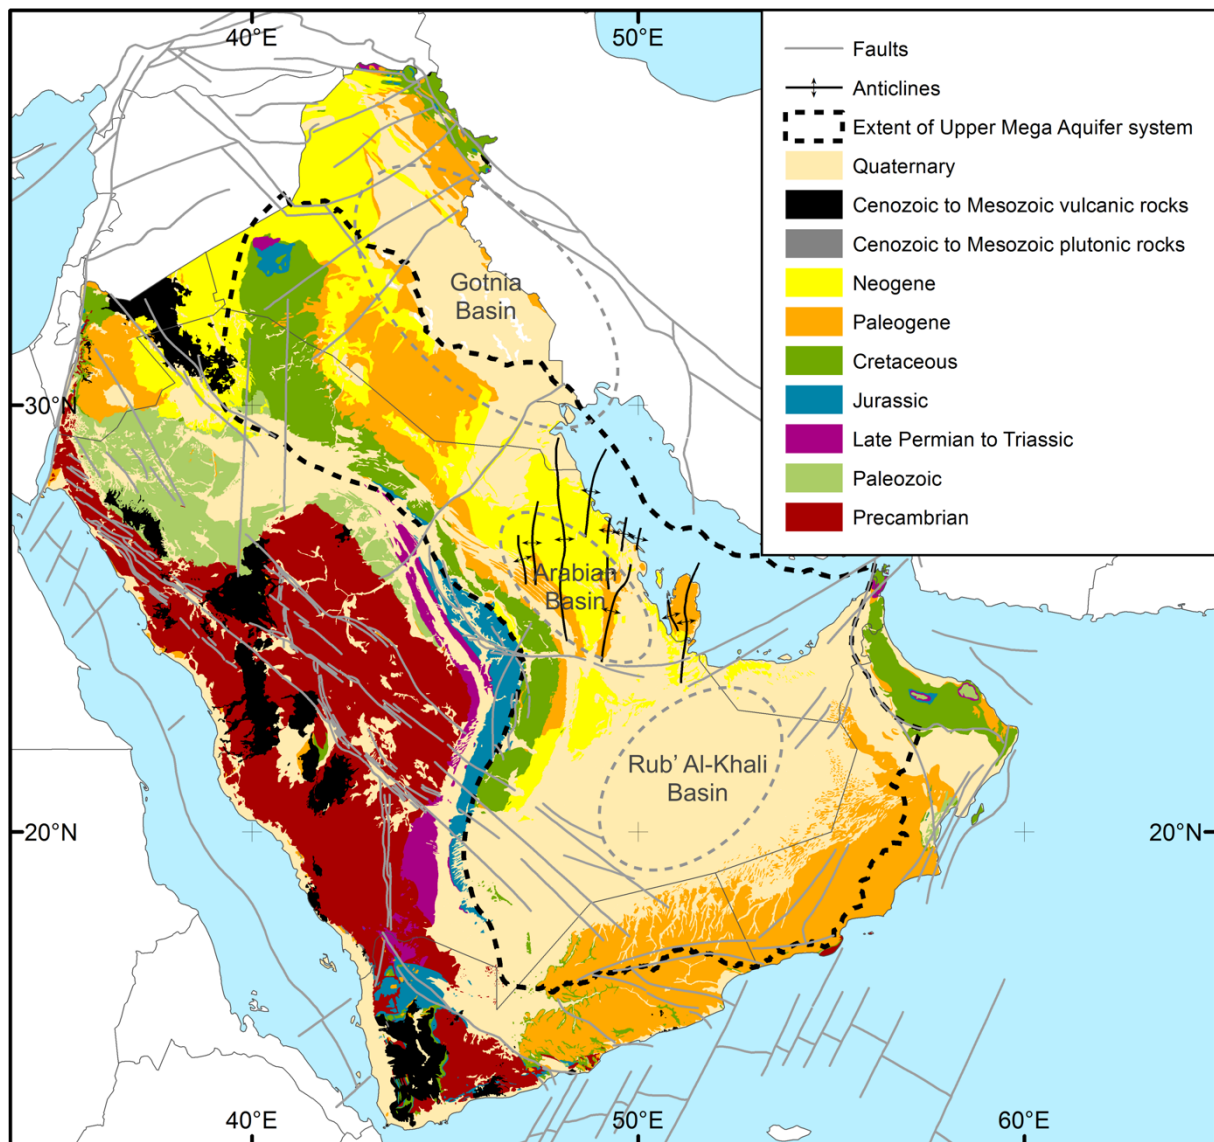 40°E
50°E
Faults
Anticlines
Extent of Upper Mega Aquifer system
Quaternary
Cenozoic to Mesozoic vulcanic rocks
Cenozoic to Mesozoic plutonic rocks
Neogene
Paleogene
Cretaceous
Jurassic
Late Permian to Triassic
Paleozoic
Precambrian
Gotnia
Basin
30°N
Arabian
Basin
Rub' Al-Khali
Basin
20°N
20°N
40°E
50°E
60°E